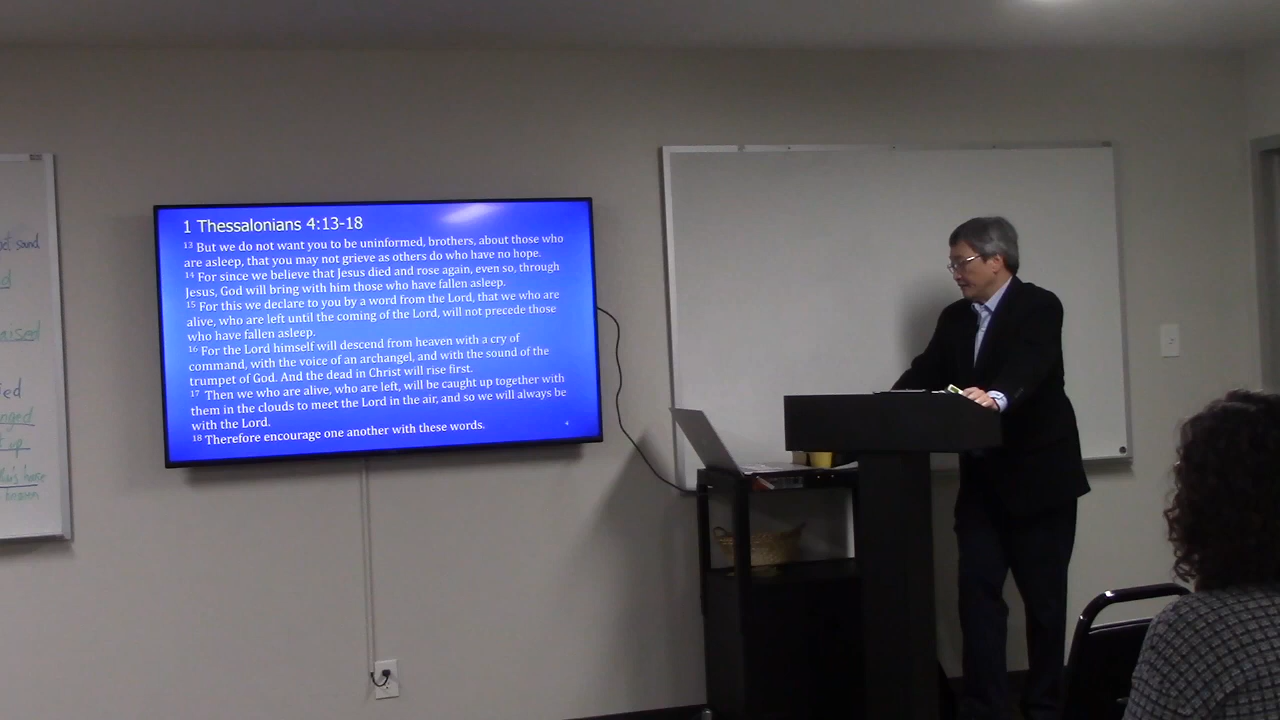 et sound
aised
ied
nged
t up
heaven
1 Thessalonians 4:13-18
13 But we do not want you to be uninformed, brothers, about those who
are asleep, that you may not grieve as others do who have no hope.
14 For since we believe that Jesus died and rose again, even so, through
Jesus, God will bring with him those who have fallen asleep.
15 For this we declare to you by a word from the Lord, that we who are
alive, who are left until the coming of the Lord, will not precede those
who have fallen asleep.
16 For the Lord himself will descend from heaven with a cry of
command, with the voice of an archangel, and with the sound of the
trumpet of God. And the dead in Christ will rise first.
17 Then we who are alive, who are left, will be caught up together with
them in the clouds to meet the Lord in the air, and so we will always be
with the Lord.
18 Therefore encourage one another with these words.
4